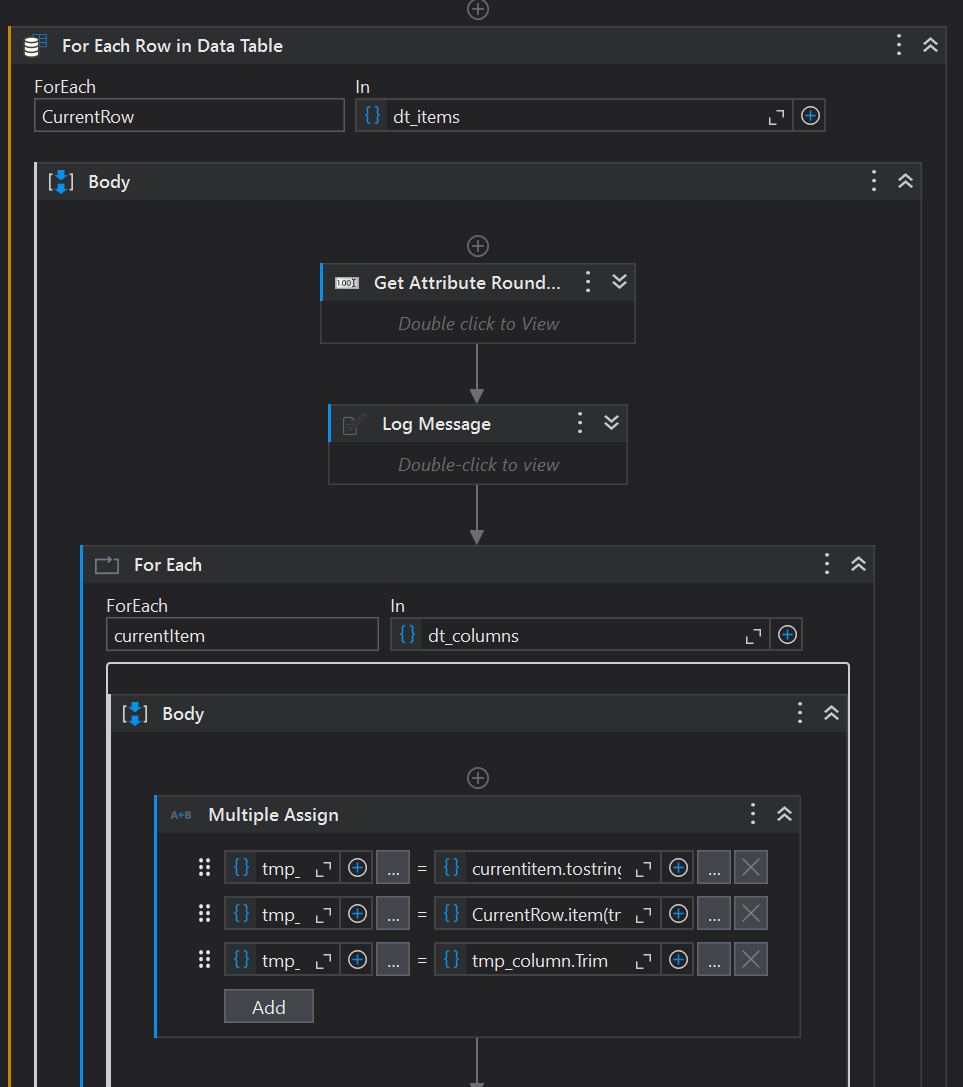 For Each Row in Data Table
ForEach
In
CurrentRow
dt_items
Body
Get Attribute Round...
Double click to View
Log Message
Double-click to view
For Each
ForEach
In
currentItem
dt_columns
Body
A←B Multiple Assign
tmp_ ... = currentitem.tostring ...
tmp_ ... = CurrentRow.item(tr ...
tmp_ ... = tmp_column.Trim ...
Add